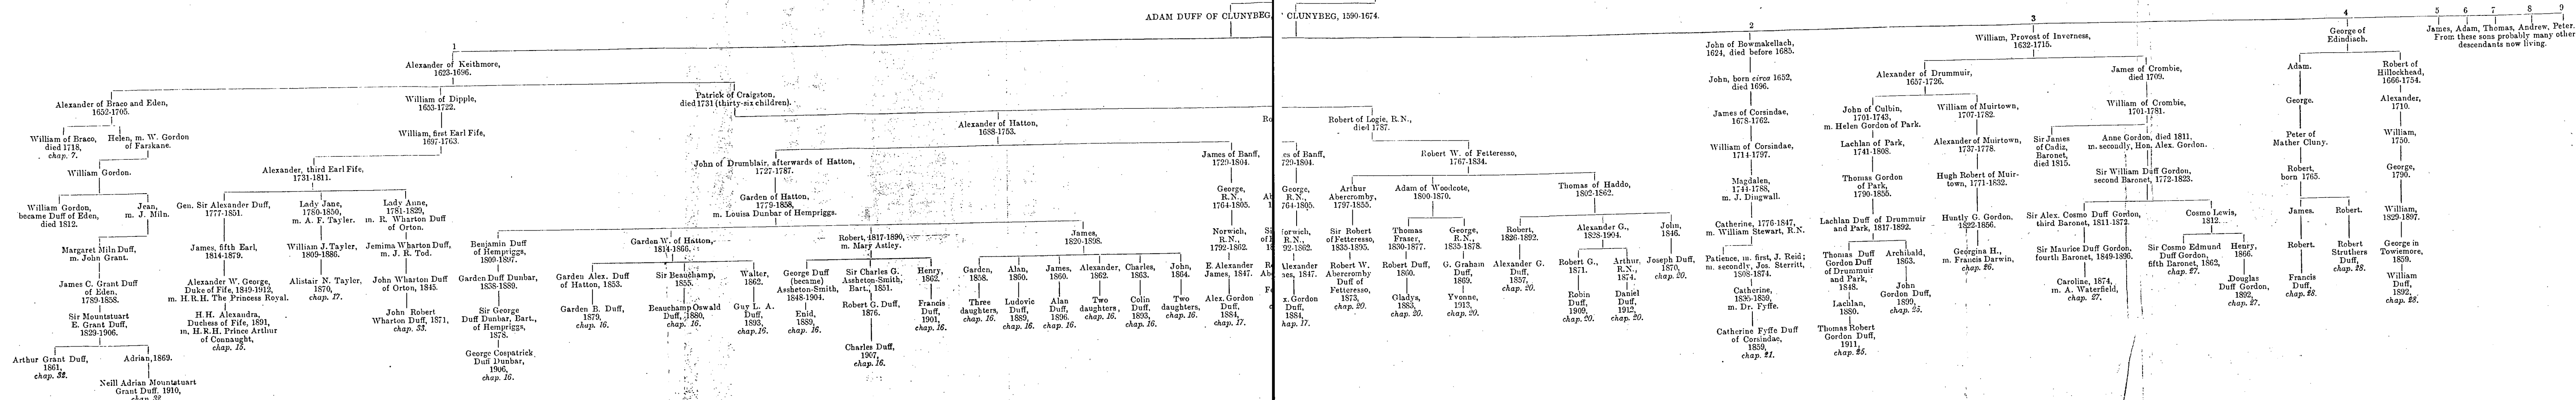 ADAM DUFF OF CLUNYBEG,
CLUNYBEG, 1590-1674.
1
2
3
4
5
6
7
8
9
Alexander of Keithmore,
1623-1696.
John of Bowmakellach,
1624, died before 1685.
William, Provost of Inverness,
1632-1715.
George of
Edindiach.
James, Adam, Thomas, Andrew, Peter.
From these sons probably many other
descendants now living.
Alexander of Braco and Eden,
1652-1705.
William of Dipple,
1653-1722.
Patrick of Craigston,
died 1731 (thirty-six children).
William of Braco,
died 1718,
chap. 7.
Helen, m. W. Gordon
of Farskane.
William Gordon.
William Gordon,
became Duff of Eden,
died 1812.
Jean,
m. J. Miln.
Margaret Miln Duff,
m. John Grant.
James C. Grant Duff
of Eden.
1789-1858.
Sir Mountstuart
E. Grant Duff,
1829-1906.
Arthur Grant Duff,
1861,
chap. 32.
Adrian, 1869.
Neill Adrian Mountstuart
Grant Duff. 1910,
chap. 32
William, first Earl Fife,
1697-1763.
Alexander, third Earl Fife,
1731-1811.
Gen. Sir Alexander Duff,
1777-1851.
James, fifth Earl,
1814-1879.
Alexander W. George,
Duke of Fife, 1849-1912,
m. H.R.H. The Princess Royal.
H.H. Alexandra,
Duchess of Fife, 1891,
m. H.R.H. Prince Arthur
of Connaught,
chap. 15.
Lady Jane,
1780-1850,
m. A. F. Tayler.
William J. Tayler,
1809-1886.
Alistair N. Tayler,
1870,
chap. 17.
Lady Anne,
1781-1829,
m. R. Wharton Duff
of Orton.
Jemima Wharton Duff,
m. J. R. Tod.
John Wharton Duff
of Orton, 1845.
John Robert
Wharton Duff, 1871,
chap. 33.
Alexander of Hatton,
1688-1753.
John of Drumblair, afterwards of Hatton,
1727-1787.
Garden of Hatton,
1779-1858,
m. Louisa Dunbar of Hempriggs.
Benjamin Duff
of Hempriggs,
1809-1897.
Garden Duff Dunbar,
1838-1889.
Sir George
Duff Dunbar, Bart.,
of Hempriggs,
1878.
George Cospatrick
Duff Dunbar,
1906,
chap. 16.
Garden W. of Hatton,
1814-1866.
Garden Alex. Duff
of Hatton, 1853.
Garden B. Duff,
1879,
chap. 16.
Sir Beauchamp,
1855.
Beauchamp Oswald
Duff, 1880,
chap. 16.
Walter,
1862.
Guy L. A.
Duff,
1893,
chap. 16.
Robert, 1817-1890,
m. Mary Astley.
George Duff
(became)
Assheton-Smith,
1848-1904.
Enid,
1889,
chap. 16.
Sir Charles G.
Assheton-Smith,
Bart., 1851.
Robert G. Duff,
1876.
Charles Duff,
1907,
chap. 16.
Henry,
1862.
Francis
Duff,
1901,
chap. 16.
James,
1820-1898.
Garden,
1858.
Three
daughters,
chap. 16.
Alan,
1860.
Ludovic
Duff,
1889,
chap. 16.
James,
1860.
Alan
Duff,
1896.
chap. 16.
Alexander,
1862.
Two
daughters,
chap. 16.
Charles,
1863.
Colin
Duff,
1893,
chap. 16.
John,
1864.
Two
daughters,
chap. 16.
James of Banff,
1729-1804.
George,
R.N.,
1764-1805.
Norwich,
R.N.,
1792-1862.
E. Alexander
James, 1847.
Alex. Gordon
Duff,
1884,
chap. 17.
Ro
Ab
1
Si
of F
18
Ro
Ab
Fe
es of Banff,
729-1804.
George,
R.N.,
764-1805.
orwich,
R.N.,
92-1862.
lexander
es, 1847.
x. Gordon
Duff,
1884,
hap. 17.
Robert of Logie, R.N.,
died 1787.
Robert W. of Fetteresso,
1767-1834.
Arthur
Abercromby,
1797-1855.
Sir Robert
of Fetteresso,
1835-1895.
Robert W.
Abercromby
Duff of
Fetteresso,
1873,
chap. 20.
Adam of Woodcote,
1800-1870.
Thomas
Fraser,
1830-1877.
Robert Duff,
1860.
Gladys,
1883,
chap. 20.
George,
R.N.,
1835-1878.
G. Graham
Duff,
1869.
Yvonne,
1913,
chap. 20.
Thomas of Haddo,
1802-1862.
Robert,
1826-1892.
Alexander G.
Duff,
1857,
chap. 20.
Alexander G.,
1828-1904.
Robert G.,
1871.
Robin
Duff,
1909,
chap. 20.
Arthur,
R.N.,
1874.
Daniel
Duff,
1912,
chap. 20.
John,
1846.
Joseph Duff,
1870,
chap. 20.
John, born circa 1652,
died 1696.
James of Corsindae,
1678-1762.
William of Corsindae,
1714-1797.
Magdalen,
1744-1788,
m. J. Dingwall.
Catherine, 1776-1847,
m. William Stewart, R.N.
Patience, m. first, J. Reid;
m. secondly, Jos. Sterritt,
1808-1874.
Catherine,
1836-1859,
m. Dr. Fyffe.
Catherine Fyffe Duff
of Corsindae,
1859,
chap. 21.
Alexander of Drummuir,
1657-1726.
John of Culbin,
1701-1743,
m. Helen Gordon of Park.
Lachlan of Park,
1741-1808.
Thomas Gordon
of Park,
1790-1855.
Lachlan Duff of Drummuir
and Park, 1817-1892.
Thomas Duff
Gordon Duff
of Drummuir
and Park,
1848.
Lachlan,
1880.
Thomas Robert
Gordon Duff,
1911,
chap. 25.
Archibald,
1863.
John
Gordon Duff,
1899,
chap. 25.
William of Muirtown,
1707-1782.
Alexander of Muirtown,
1737-1778.
Hugh Robert of Muir-
town, 1771-1832.
Huntly G. Gordon.
1822-1856.
Georgina H.,
m. Francis Darwin,
chap. 26.
James of Crombie,
died 1709.
William of Crombie,
1701-1781.
Sir James
of Cadiz,
Baronet,
died 1815.
Anne Gordon, died 1811,
m. secondly, Hon. Alex. Gordon.
Sir William Duff Gordon,
second Baronet, 1772-1823.
Sir Alex. Cosmo Duff Gordon,
third Baronet, 1811-1872.
Sir Maurice Duff Gordon.
fourth Baronet, 1849-1896.
Caroline, 1874,
m. A. Waterfield,
chap. 27.
Cosmo Lewis,
1812.
Sir Cosmo Edmund
Duff Gordon,
fifth Baronet, 1862,
chap. 27.
Henry,
1866.
Douglas
Duff Gordon,
1892,
chap. 27.
Adam.
George.
Peter of
Mather Cluny.
Robert,
born 1765.
James.
Robert.
Francis
Duff,
chap. 28.
Robert.
Robert
Struthers
Duff,
chap. 28.
Robert of
Hillockhead,
1666-1754.
Alexander,
1710.
William,
1750.
George,
1790.
William,
1829-1897.
George in
Towiemore,
1859.
William
Duff,
1892,
chap. 28.